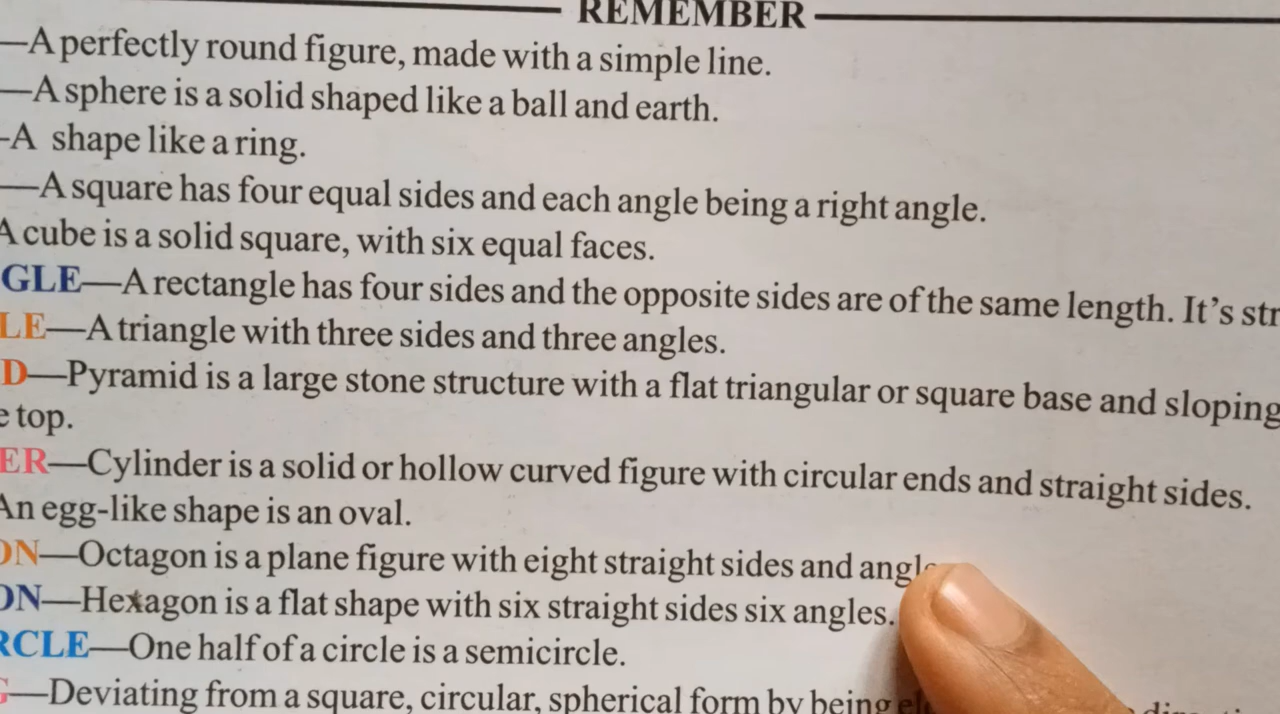 REMEMBER
—A perfectly round figure, made with a simple line.
—A sphere is a solid shaped like a ball and earth.
-A shape like a ring.
—A square has four equal sides and each angle being a right angle.
A cube is a solid square, with six equal faces.
GLE—A rectangle has four sides and the opposite sides are of the same length. It's str
LE—A triangle with three sides and three angles.
D—Pyramid is a large stone structure with a flat triangular or square base and sloping
e top.
ER—Cylinder is a solid or hollow curved figure with circular ends and straight sides.
An egg-like shape is an oval.
ON—Octagon is a plane figure with eight straight sides and angl
ON—Hexagon is a flat shape with six straight sides six angles.
RCLE—One half of a circle is a semicircle.
G—Deviating from a square, circular, spherical form by being